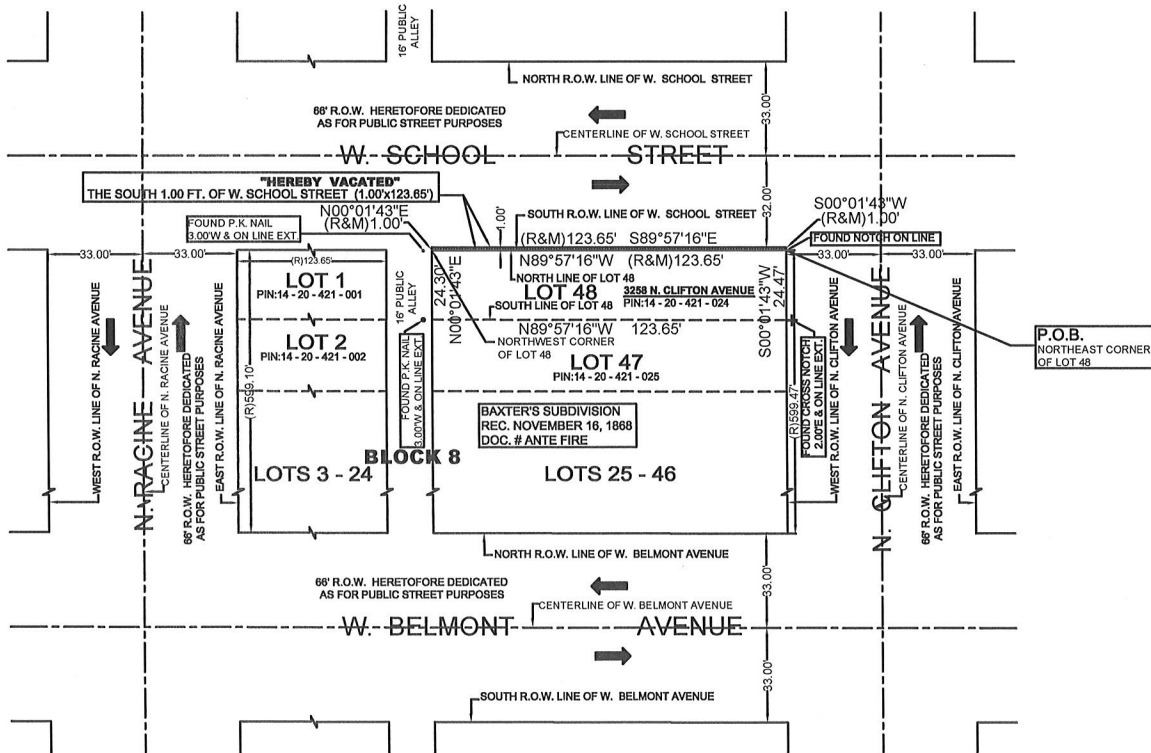 16' PUBLIC
ALLEY
NORTH R.O.W. LINE OF W. SCHOOL STREET
66' R.O.W. HERETOFORE DEDICATED
AS FOR PUBLIC STREET PURPOSES
33.00'
CENTERLINE OF W. SCHOOL STREET
W. SCHOOL STREET
"HEREBY VACATED"
THE SOUTH 1.00 FT. OF W. SCHOOL STREET (1.00'x123.65')
32.00'
N00°01'43"E
(R&M)1.00'
1.00'
SOUTH R.O.W. LINE OF W. SCHOOL STREET
S00°01'43"W
(R&M)1.00'
FOUND P.K. NAIL
3.00'W & ON LINE EXT.
(R&M)123.65' S89°57'16"E
FOUND NOTCH ON LINE
33.00'
33.00'
(R)123.65'
N89°57'16"W (R&M)123.65'
33.00'
33.00'
NORTH LINE OF LOT 48
LOT 1
PIN:14 - 20 - 421 - 001
LOT 48
3258 N. CLIFTON AVENUE
PIN:14 - 20 - 421 - 024
SOUTH LINE OF LOT 48
24.30'
N00°01'43"E
S00°01'43"W
24.47'
16' PUBLIC
ALLEY
N89°57'16"W 123.65'
NORTHWEST CORNER
OF LOT 48
P.O.B.
NORTHEAST CORNER
OF LOT 48
LOT 2
PIN:14 - 20 - 421 - 002
LOT 47
PIN:14 - 20 - 421 - 025
FOUND P.K. NAIL
3.00'W & ON LINE EXT.
FOUND CROSS NOTCH
2.00'E & ON LINE EXT.
(R)599.10'
(R)599.47'
BAXTER'S SUBDIVISION
REC. NOVEMBER 16, 1868
DOC. # ANTE FIRE
BLOCK 8
LOTS 3 - 24
LOTS 25 - 46
WEST R.O.W. LINE OF N. RACINE AVENUE
CENTERLINE OF N. RACINE AVENUE
N. RACINE AVENUE
66' R.O.W. HERETOFORE DEDICATED
AS FOR PUBLIC STREET PURPOSES
EAST R.O.W. LINE OF N. RACINE AVENUE
WEST R.O.W. LINE OF N. CLIFTON AVENUE
N. CLIFTON AVENUE
CENTERLINE OF N. CLIFTON AVENUE
66' R.O.W. HERETOFORE DEDICATED
AS FOR PUBLIC STREET PURPOSES
EAST R.O.W. LINE OF N. CLIFTON AVENUE
NORTH R.O.W. LINE OF W. BELMONT AVENUE
66' R.O.W. HERETOFORE DEDICATED
AS FOR PUBLIC STREET PURPOSES
33.00'
CENTERLINE OF W. BELMONT AVENUE
W. BELMONT AVENUE
33.00'
SOUTH R.O.W. LINE OF W. BELMONT AVENUE